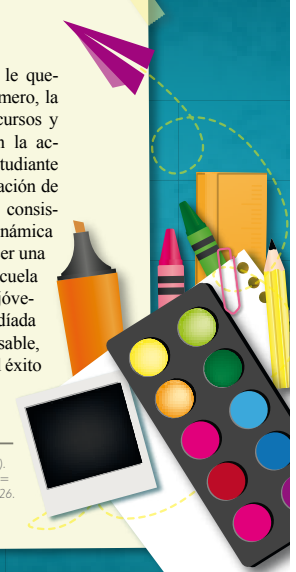 le que-
mero, la
cursos y
n la ac-
tudiante
ación de
consis-
námica
er una
cuela
jóve-
díada
sable,
l éxito
).
=
26.